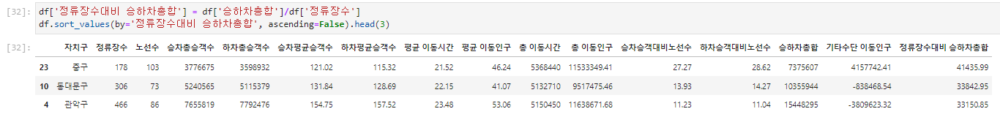 [32]: df['정류장수대비 승하차총합'] = df['승하차총합']/df['정류장수']
df.sort_values(by='정류장수대비 승하차총합', ascending=False).head(3)
[32]: 자치구 정류장수 노선수 승차총승객수 하차총승객수 승차평균승객수 하차평균승객수 평균 이동시간 평균 이동인구 총 이동시간 총 이동인구 승차승객대비노선수 하차승객대비노선수 승하차총합 기타수단 이동인구 정류장수대비 승하차총합
23 중구 178 103 3776675 3598932 121.02 115.32 21.52 46.24 5368440 11533349.41 27.27 28.62 7375607 4157742.41 41435.99
10 동대문구 306 73 5240565 5115379 131.84 128.69 22.15 41.07 5132710 9517475.46 13.93 14.27 10355944 -838468.54 33842.95
4 관악구 466 86 7655819 7792476 154.75 157.52 23.48 53.06 5150450 11638671.68 11.23 11.04 15448295 -3809623.32 33150.85